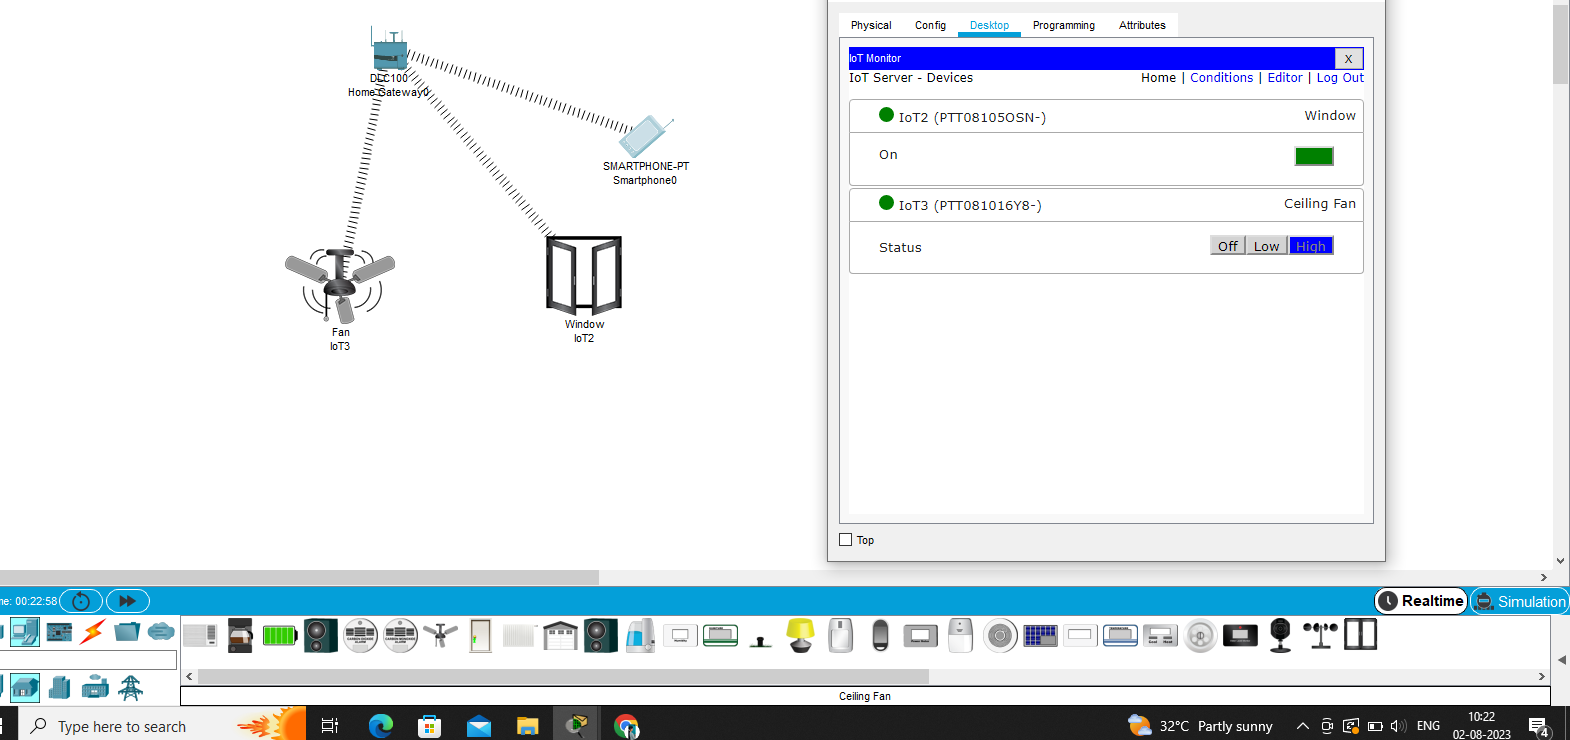 Physical Config Desktop Programming Attributes
IoT Monitor X
IoT Server - Devices Home | Conditions | Editor | Log Out
IoT2 (PTT08105OSN-) Window
On
IoT3 (PTT081016Y8-) Ceiling Fan
Status Off Low High
Top
DLC100
Home Gateway0
SMARTPHONE-PT
Smartphone0
Fan
IoT3
Window
IoT2
me: 00:22:58
Realtime Simulation
Ceiling Fan
Type here to search
32°C Partly sunny
ENG
10:22
02-08-2023
4